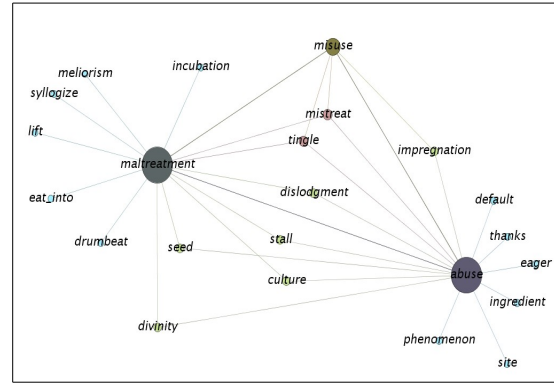 misuse
incubation
meliorism
syllogize
mistreat
lift
tingle
impregnation
maltreatment
eat_into
dislodgment
default
drumbeat
stall
thanks
seed
eager
abuse
culture
ingredient
divinity
phenomenon
site